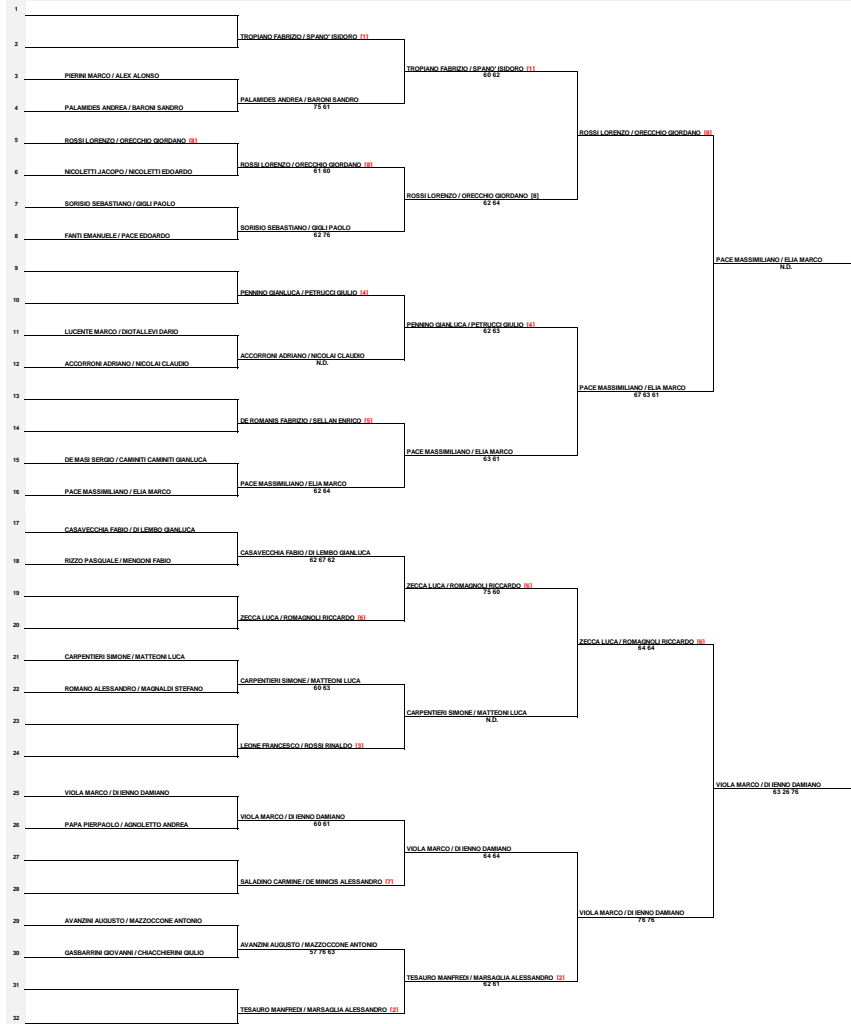 1
TROPIANO FABRIZIO / SPANO' ISIDORO [1]
2
TROPIANO FABRIZIO / SPANO' ISIDORO [1]
60 62
3
PIERINI MARCO / ALEX ALONSO
PALAMIDES ANDREA / BARONI SANDRO
75 61
4
PALAMIDES ANDREA / BARONI SANDRO
ROSSI LORENZO / ORECCHIO GIORDANO [8]
5
ROSSI LORENZO / ORECCHIO GIORDANO [8]
ROSSI LORENZO / ORECCHIO GIORDANO [8]
61 60
6
NICOLETTI JACOPO / NICOLETTI EDOARDO
ROSSI LORENZO / ORECCHIO GIORDANO [8]
62 64
7
SORISIO SEBASTIANO / GIGLI PAOLO
SORISIO SEBASTIANO / GIGLI PAOLO
62 76
8
FANTI EMANUELE / PACE EDOARDO
PACE MASSIMILIANO / ELIA MARCO
N.D.
9
PENNINO GIANLUCA / PETRUCCI GIULIO [4]
10
PENNINO GIANLUCA / PETRUCCI GIULIO [4]
62 63
11
LUCENTE MARCO / DIOTALLEVI DARIO
ACCORRONI ADRIANO / NICOLAI CLAUDIO
N.D.
12
ACCORRONI ADRIANO / NICOLAI CLAUDIO
PACE MASSIMILIANO / ELIA MARCO
67 63 61
13
DE ROMANIS FABRIZIO / SELLAN ENRICO [5]
14
PACE MASSIMILIANO / ELIA MARCO
63 61
15
DE MASI SERGIO / CAMINITI CAMINITI GIANLUCA
PACE MASSIMILIANO / ELIA MARCO
62 64
16
PACE MASSIMILIANO / ELIA MARCO
17
CASAVECCHIA FABIO / DI LEMBO GIANLUCA
CASAVECCHIA FABIO / DI LEMBO GIANLUCA
62 67 62
18
RIZZO PASQUALE / MENGONI FABIO
ZECCA LUCA / ROMAGNOLI RICCARDO [6]
75 60
19
ZECCA LUCA / ROMAGNOLI RICCARDO [6]
20
ZECCA LUCA / ROMAGNOLI RICCARDO [6]
64 64
21
CARPENTIERI SIMONE / MATTEONI LUCA
CARPENTIERI SIMONE / MATTEONI LUCA
60 63
22
ROMANO ALESSANDRO / MAGNALDI STEFANO
CARPENTIERI SIMONE / MATTEONI LUCA
N.D.
23
LEONE FRANCESCO / ROSSI RINALDO [3]
24
VIOLA MARCO / DI IENNO DAMIANO
63 26 76
25
VIOLA MARCO / DI IENNO DAMIANO
VIOLA MARCO / DI IENNO DAMIANO
60 61
26
PAPA PIERPAOLO / AGNOLETTO ANDREA
VIOLA MARCO / DI IENNO DAMIANO
64 64
27
SALADINO CARMINE / DE MINICIS ALESSANDRO [7]
28
VIOLA MARCO / DI IENNO DAMIANO
76 76
29
AVANZINI AUGUSTO / MAZZOCCONE ANTONIO
AVANZINI AUGUSTO / MAZZOCCONE ANTONIO
57 76 63
30
GASBARRINI GIOVANNI / CHIACCHIERINI GIULIO
TESAURO MANFREDI / MARSAGLIA ALESSANDRO [2]
62 61
31
TESAURO MANFREDI / MARSAGLIA ALESSANDRO [2]
32